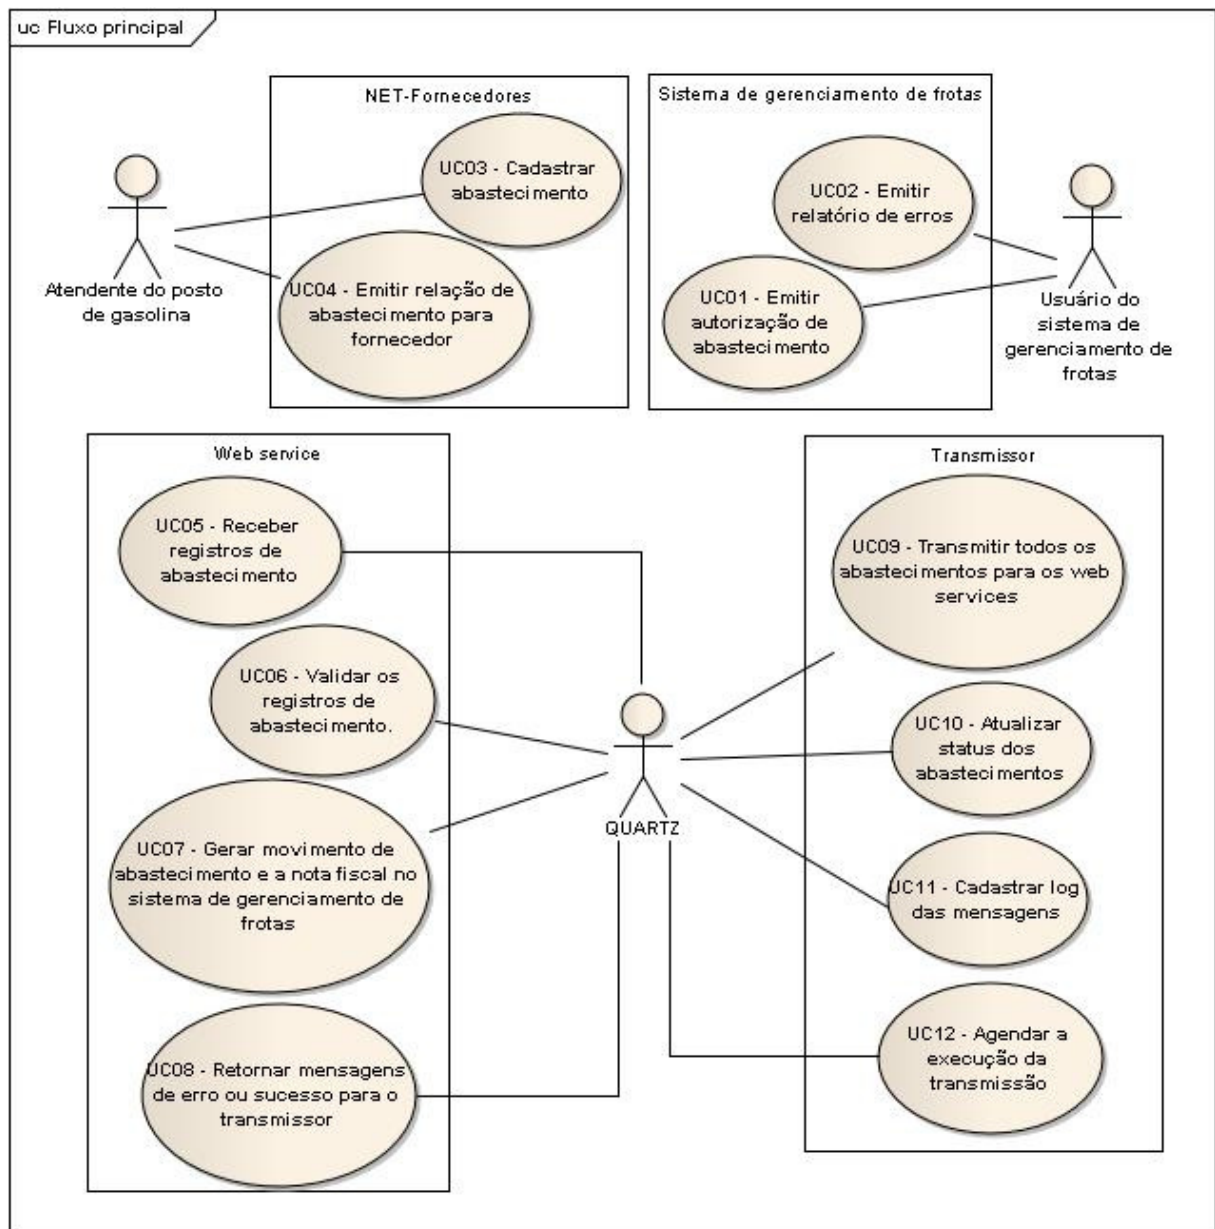 uc Fluxo principal
NET-Fornecedores
UC03 - Cadastrar
abastecimento
UC04 - Emitir relação de
abastecimento para
fornecedor
Atendente do posto
de gasolina
Sistema de gerenciamento de frotas
UC02 - Emitir
relatório de erros
UC01 - Emitir
autorização de
abastecimento
Usuário do
sistema de
gerenciamento de
frotas
Web service
UC05 - Receber
registros de
abastecimento
UC06 - Validar os
registros de
abastecimento.
UC07 - Gerar movimento de
abastecimento e a nota fiscal no
sistema de gerenciamento de
frotas
UC08 - Retornar mensagens
de erro ou sucesso para o
transmissor
QUARTZ
Transmissor
UC09 - Transmitir todos os
abastecimentos para os web
services
UC10 - Atualizar
status dos
abastecimentos
UC11 - Cadastrar log
das mensagens
UC12 - Agendar a
execução da
transmissão